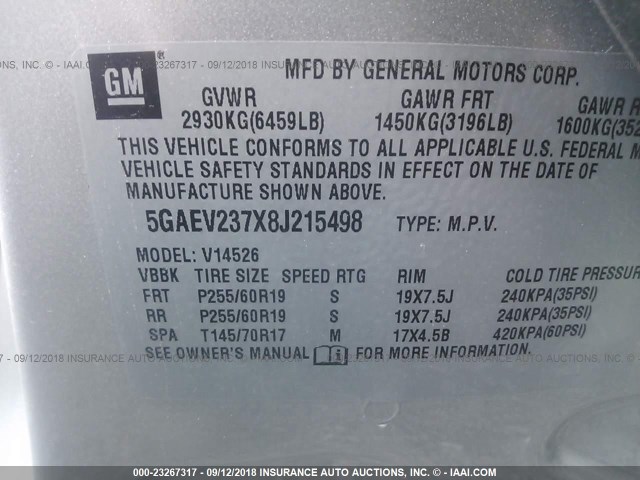 GM
MFD BY GENERAL MOTORS CORP.
GVWR GAWR FRT GAWR R
2930KG(6459LB) 1450KG(3196LB) 1600KG(352
THIS VEHICLE CONFORMS TO ALL APPLICABLE U.S. FEDERAL M
VEHICLE SAFETY STANDARDS IN EFFECT ON THE DATE OF
MANUFACTURE SHOWN ABOVE.
5GAEV237X8J215498 TYPE: M.P.V.
MODEL: V14526
VBBK TIRE SIZE SPEED RTG RIM COLD TIRE PRESSUR
FRT P255/60R19 S 19X7.5J 240KPA(35PSI)
RR P255/60R19 S 19X7.5J 240KPA(35PSI)
SPA T145/70R17 M 17X4.5B 420KPA(60PSI)
SEE OWNER'S MANUAL FOR MORE INFORMATION.
000-23267317 - 09/12/2018 INSURANCE AUTO AUCTIONS, INC. - IAAI.COM